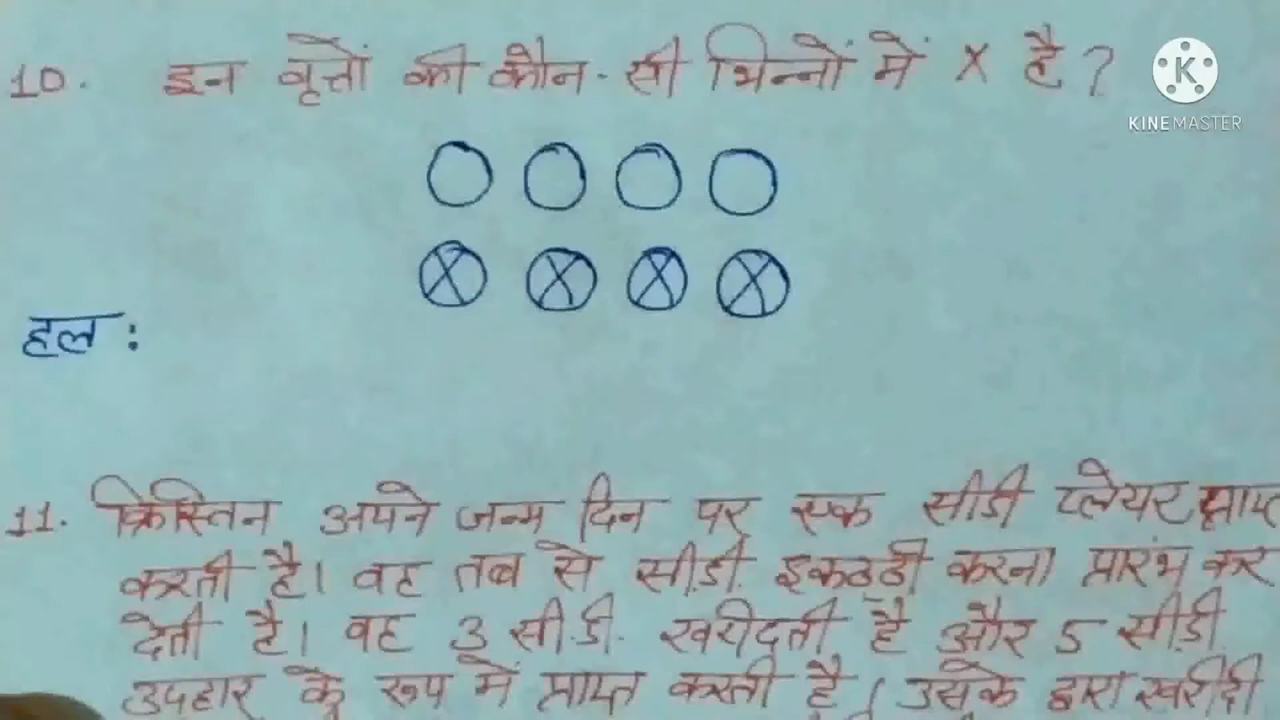 10. इन वृत्तों की कौन-सी भिन्नों में X है?
KINEMASTER
हल :
11. क्रिस्तिन अपने जन्म दिन पर एक सीडी प्लेयर प्राप्त
करती है। वह तब से सी.डी. इकठ्ठी करना प्रारंभ कर
देती है। वह 3 सी.डी. खरीदती है और 5 सी.डी.
उपहार के रूप में प्राप्त करती है। उसके द्वारा खरीदी